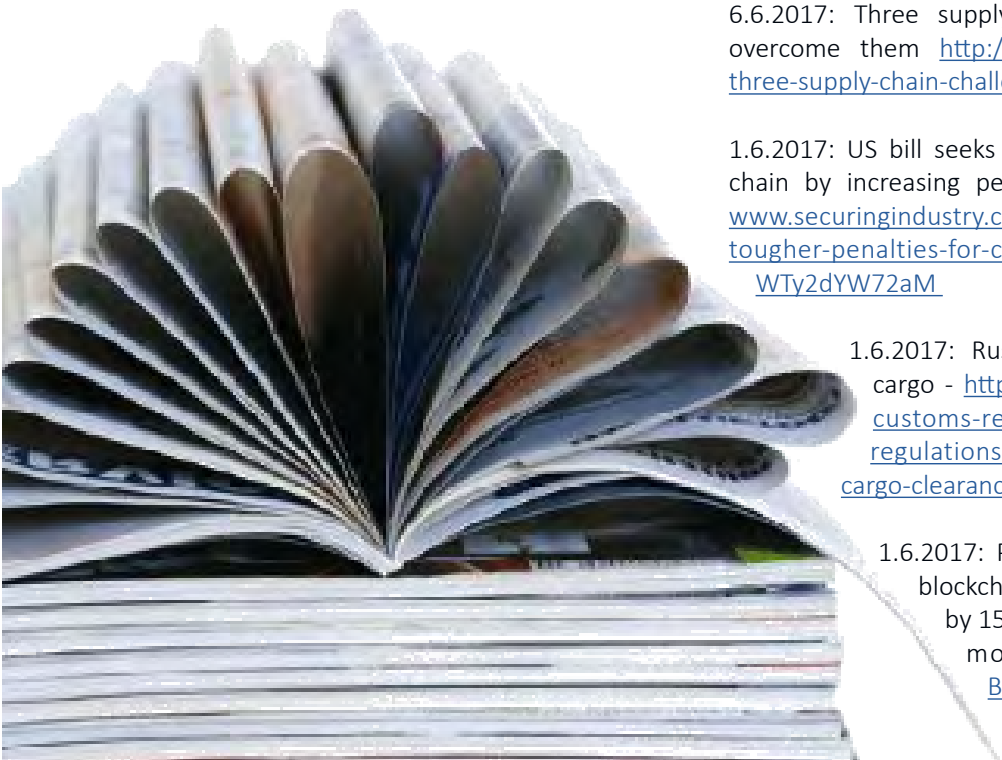 6.6.2017: Three supply
overcome them http:/
three-supply-chain-challe
1.6.2017: US bill seeks
chain by increasing pe
www.securingindustry.c
tougher-penalties-for-c
WTy2dYW72aM
1.6.2017: Rus
cargo - http
customs-re
regulations
cargo-clearanc
1.6.2017: P
blockch
by 15
mo
B